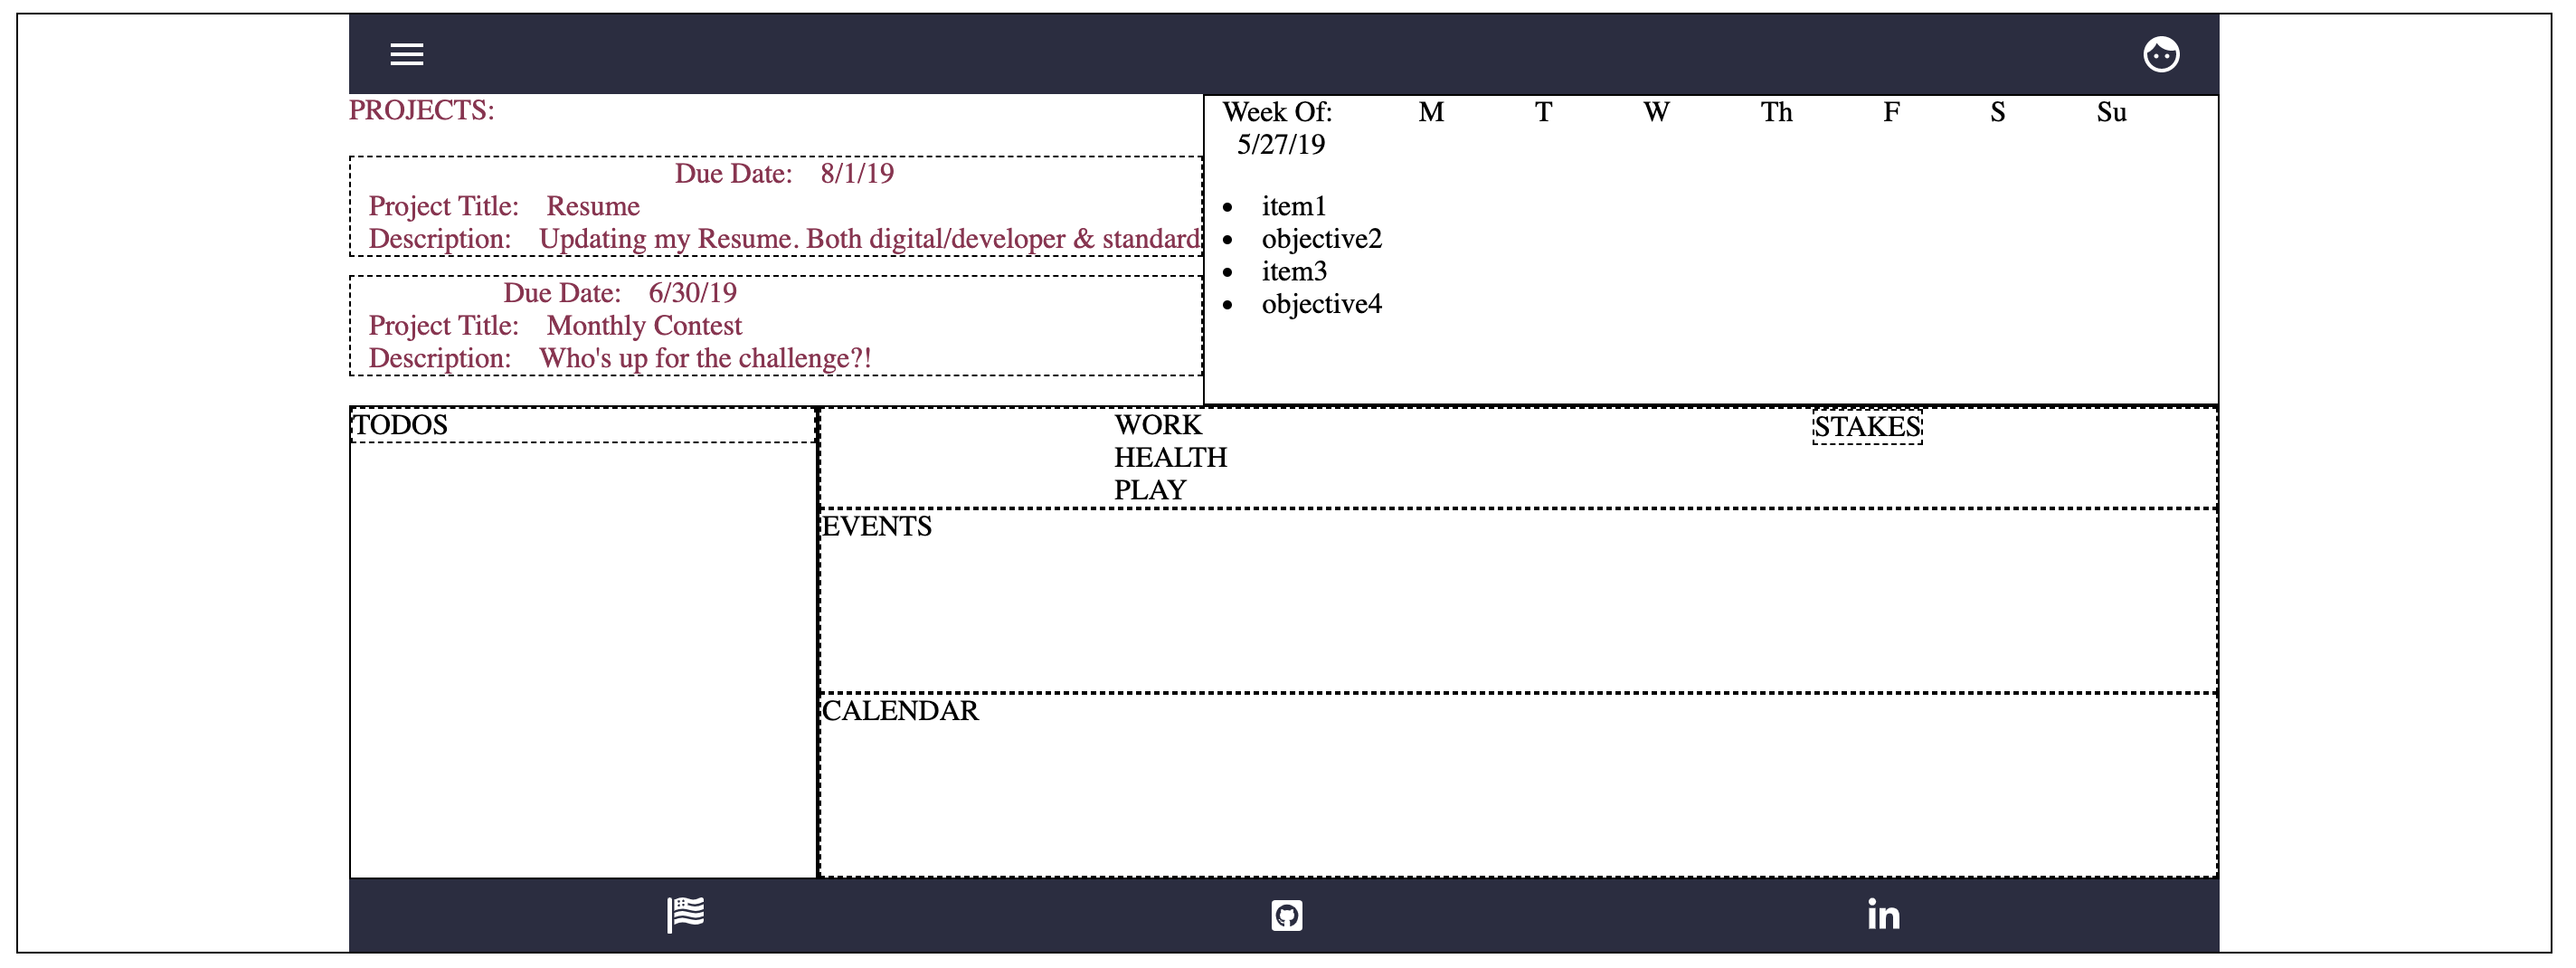 PROJECTS:
Due Date: 8/1/19
Project Title: Resume
Description: Updating my Resume. Both digital/developer & standard
Due Date: 6/30/19
Project Title: Monthly Contest
Description: Who's up for the challenge?!
Week Of: M T W Th F S Su
5/27/19
• item1
• objective2
• item3
• objective4
TODOS
WORK
HEALTH
PLAY
STAKES
EVENTS
CALENDAR
in